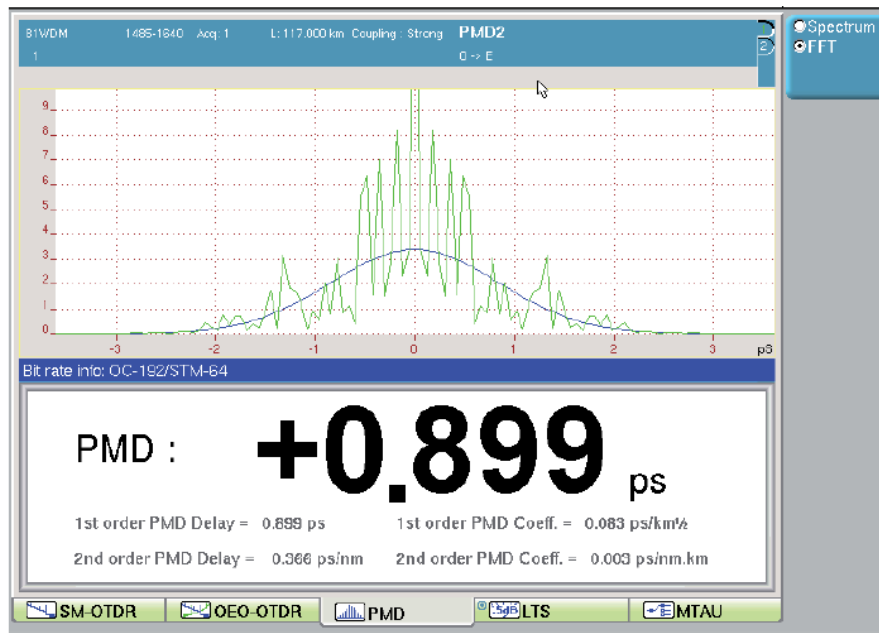 B1WDM 1485-1640 Acq: 1 L: 117.000 km Coupling : Strong PMD2
1 O -> E
2
Spectrum
FFT
9
8
7
6
5
4
3
2
1
0
-3 -2 -1 0 1 2 3 ps
Bit rate info: OC-192/STM-64
PMD : +0.899 ps
1st order PMD Delay = 0.899 ps 1st order PMD Coeff. = 0.083 ps/km½
2nd order PMD Delay = 0.366 ps/nm 2nd order PMD Coeff. = 0.003 ps/nm.km
SM-OTDR OEO-OTDR PMD .5dB LTS MTAU